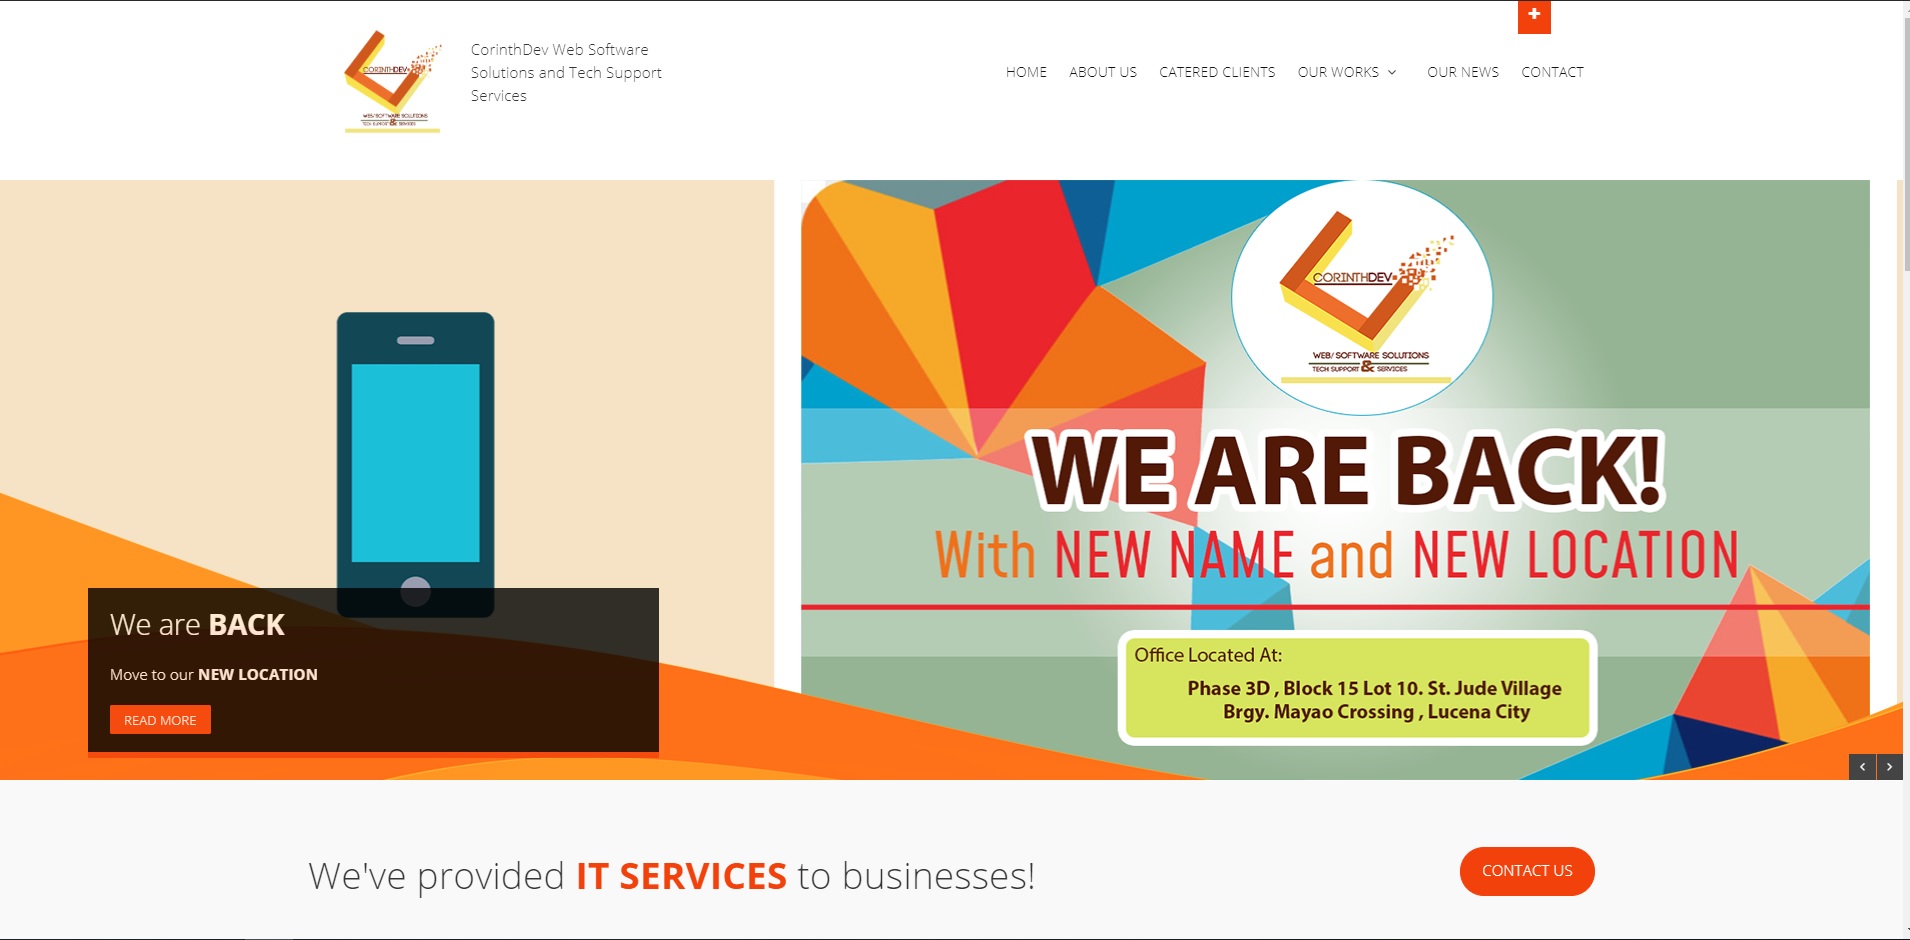 CORINTHDEV
WEB/ SOFTWARE SOLUTIONS
TECH SUPPORT & SERVICES
CorinthDev Web Software
Solutions and Tech Support
Services
HOME ABOUT US CATERED CLIENTS OUR WORKS OUR NEWS CONTACT
We are BACK
Move to our NEW LOCATION
READ MORE
CORINTHDEV
WEB/ SOFTWARE SOLUTIONS
TECH SUPPORT & SERVICES
WE ARE BACK!
With NEW NAME and NEW LOCATION
Office Located At:
Phase 3D , Block 15 Lot 10. St. Jude Village
Brgy. Mayao Crossing , Lucena City
We've provided IT SERVICES to businesses!
CONTACT US